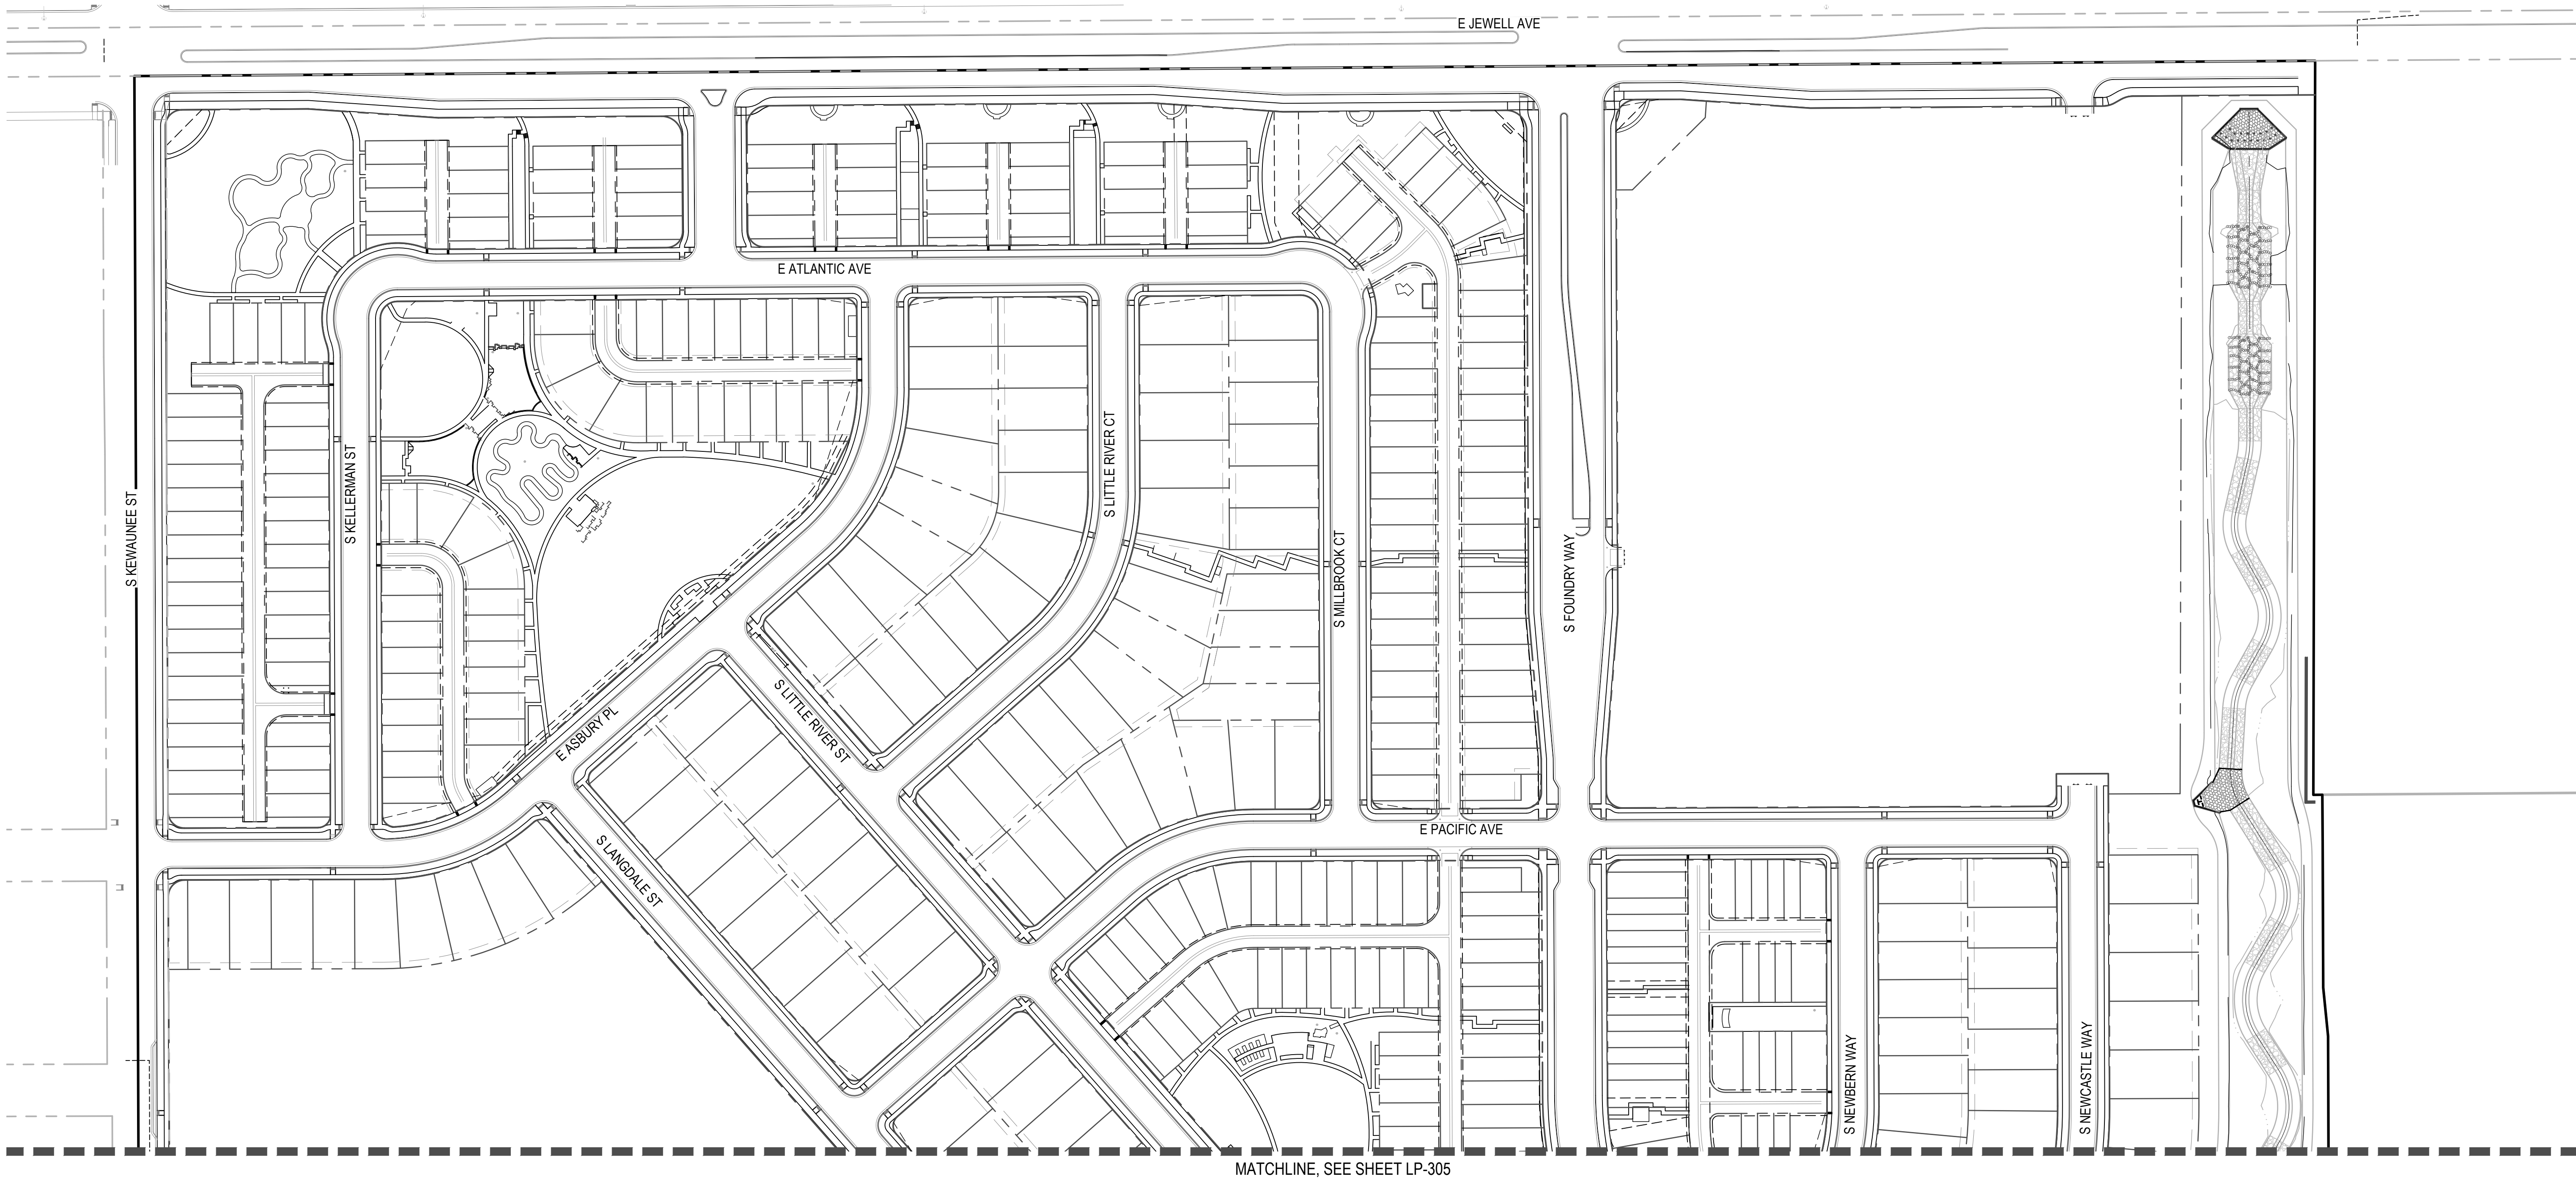 E JEWELL AVE
E ATLANTIC AVE
S KEWAUNEE ST
S KELLERMAN ST
S LITTLE RIVER CT
S MILLBROOK CT
S FOUNDRY WAY
E ASBURY PL
S LITTLE RIVER ST
S LANGDALE ST
E PACIFIC AVE
S NEWBERN WAY
S NEWCASTLE WAY
MATCHLINE, SEE SHEET LP-305